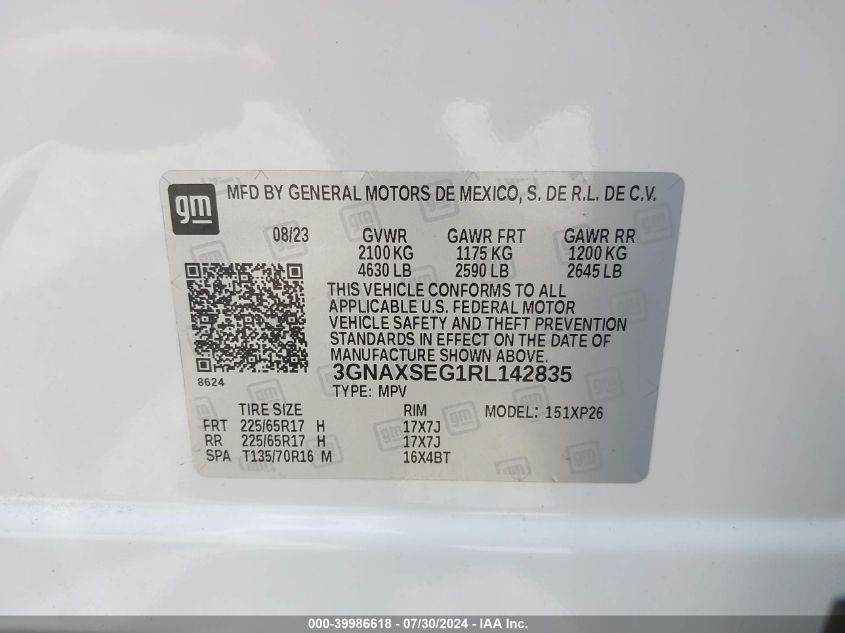 gm
MFD BY GENERAL MOTORS DE MEXICO, S. DE R.L. DE C.V.
08/23 GVWR GAWR FRT GAWR RR
2100 KG 1175 KG 1200 KG
4630 LB 2590 LB 2645 LB
THIS VEHICLE CONFORMS TO ALL
APPLICABLE U.S. FEDERAL MOTOR
VEHICLE SAFETY AND THEFT PREVENTION
STANDARDS IN EFFECT ON THE DATE OF
MANUFACTURE SHOWN ABOVE.
3GNAXSEG1RL142835
8624
TYPE: MPV
TIRE SIZE RIM MODEL: 151XP26
FRT 225/65R17 H 17X7J
RR 225/65R17 H 17X7J
SPA T135/70R16 M 16X4BT
000-39986618 - 07/30/2024 - IAA Inc.